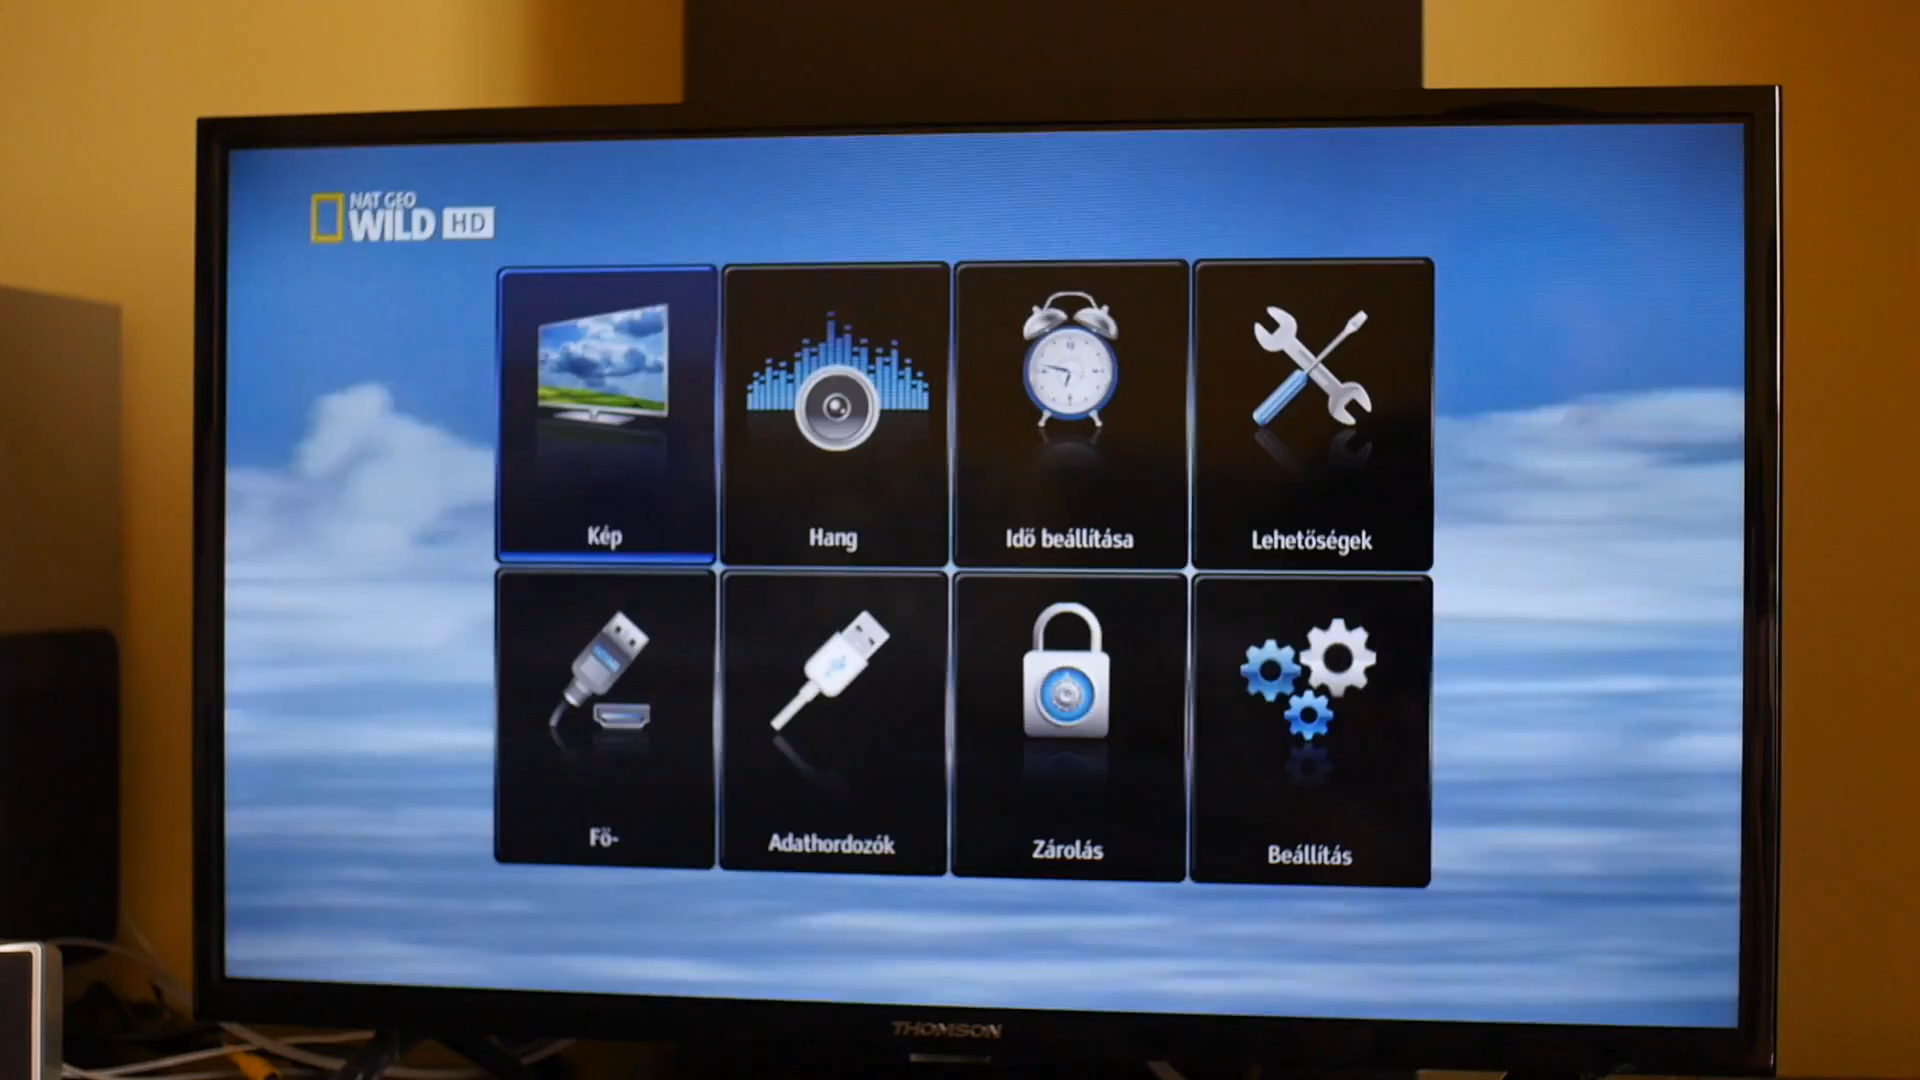 NAT GEO
WILD HD
Kép
Hang
Idő beállítása
Lehetőségek
Fő-
Adathordozók
Zárolás
Beállítás
THOMSON